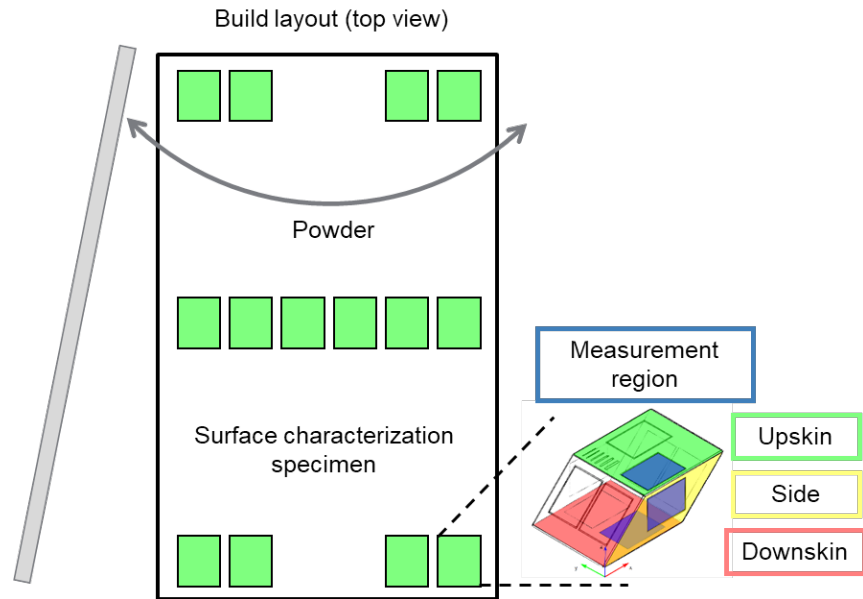 Build layout (top view)
Powder
Surface characterization
specimen
Measurement
region
Upskin
Side
Downskin